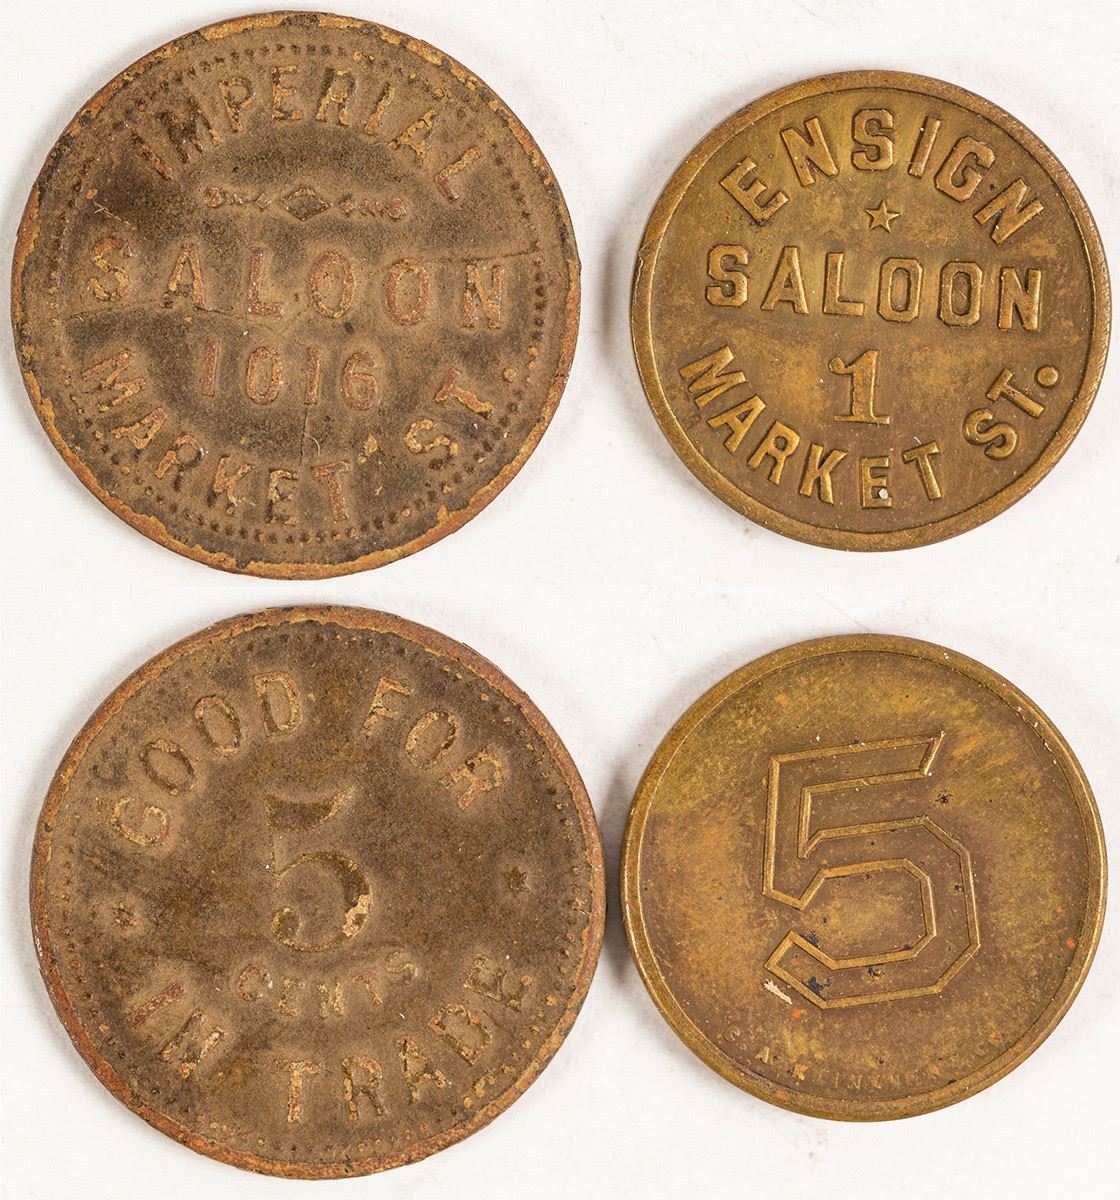 IMPERIAL
SALOON
1016
MARKET ST.
ENSIGN
SALOON
1
MARKET ST.
GOOD FOR
5
CENTS
IN TRADE
5